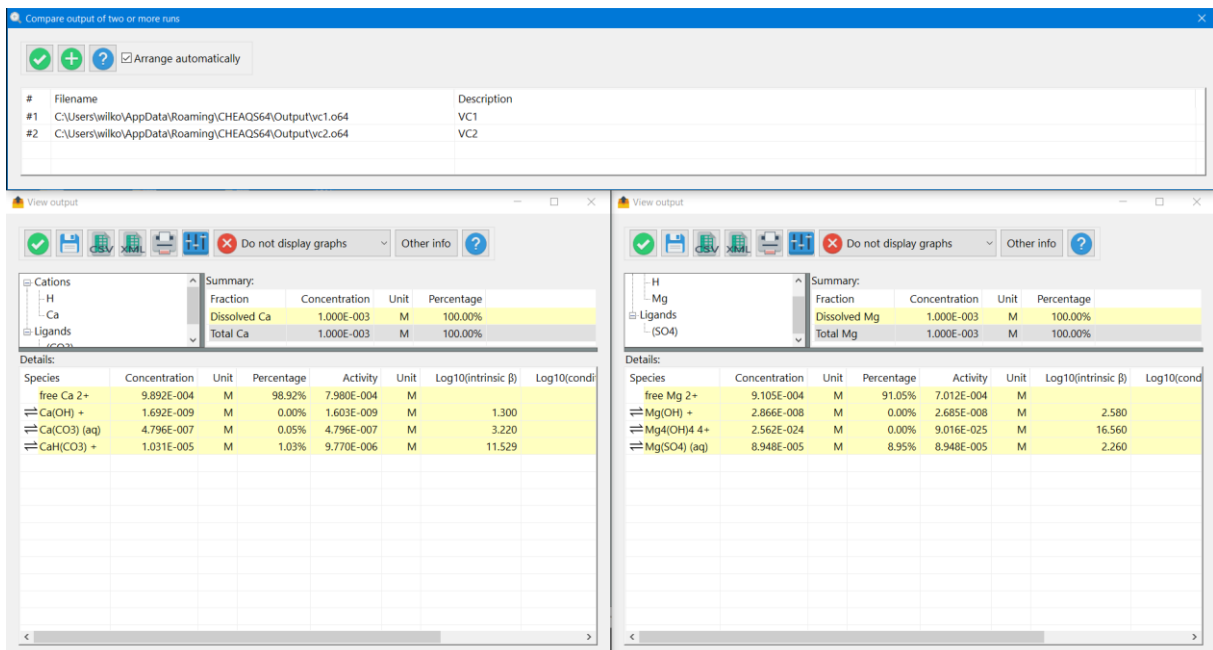 Compare output of two or more runs
Arrange automatically
# Filename Description
#1 C:\Users\wilko\AppData\Roaming\CHEAQS64\Output\vc1.o64 VC1
#2 C:\Users\wilko\AppData\Roaming\CHEAQS64\Output\vc2.o64 VC2
View output
CSV XML Do not display graphs Other info ?
Cations
H
Ca
Ligands
(CO3)
Summary:
Fraction Concentration Unit Percentage
Dissolved Ca 1.000E-003 M 100.00%
Total Ca 1.000E-003 M 100.00%
Details:
Species Concentration Unit Percentage Activity Unit Log10(intrinsic β) Log10(condi
free Ca 2+ 9.892E-004 M 98.92% 7.980E-004 M
Ca(OH) + 1.692E-009 M 0.00% 1.603E-009 M 1.300
Ca(CO3) (aq) 4.796E-007 M 0.05% 4.796E-007 M 3.220
CaH(CO3) + 1.031E-005 M 1.03% 9.770E-006 M 11.529
View output
CSV XML Do not display graphs Other info ?
H
Mg
Ligands
(SO4)
Summary:
Fraction Concentration Unit Percentage
Dissolved Mg 1.000E-003 M 100.00%
Total Mg 1.000E-003 M 100.00%
Details:
Species Concentration Unit Percentage Activity Unit Log10(intrinsic β) Log10(cond
free Mg 2+ 9.105E-004 M 91.05% 7.012E-004 M
Mg(OH) + 2.866E-008 M 0.00% 2.685E-008 M 2.580
Mg4(OH)4 4+ 2.562E-024 M 0.00% 9.016E-025 M 16.560
Mg(SO4) (aq) 8.948E-005 M 8.95% 8.948E-005 M 2.260